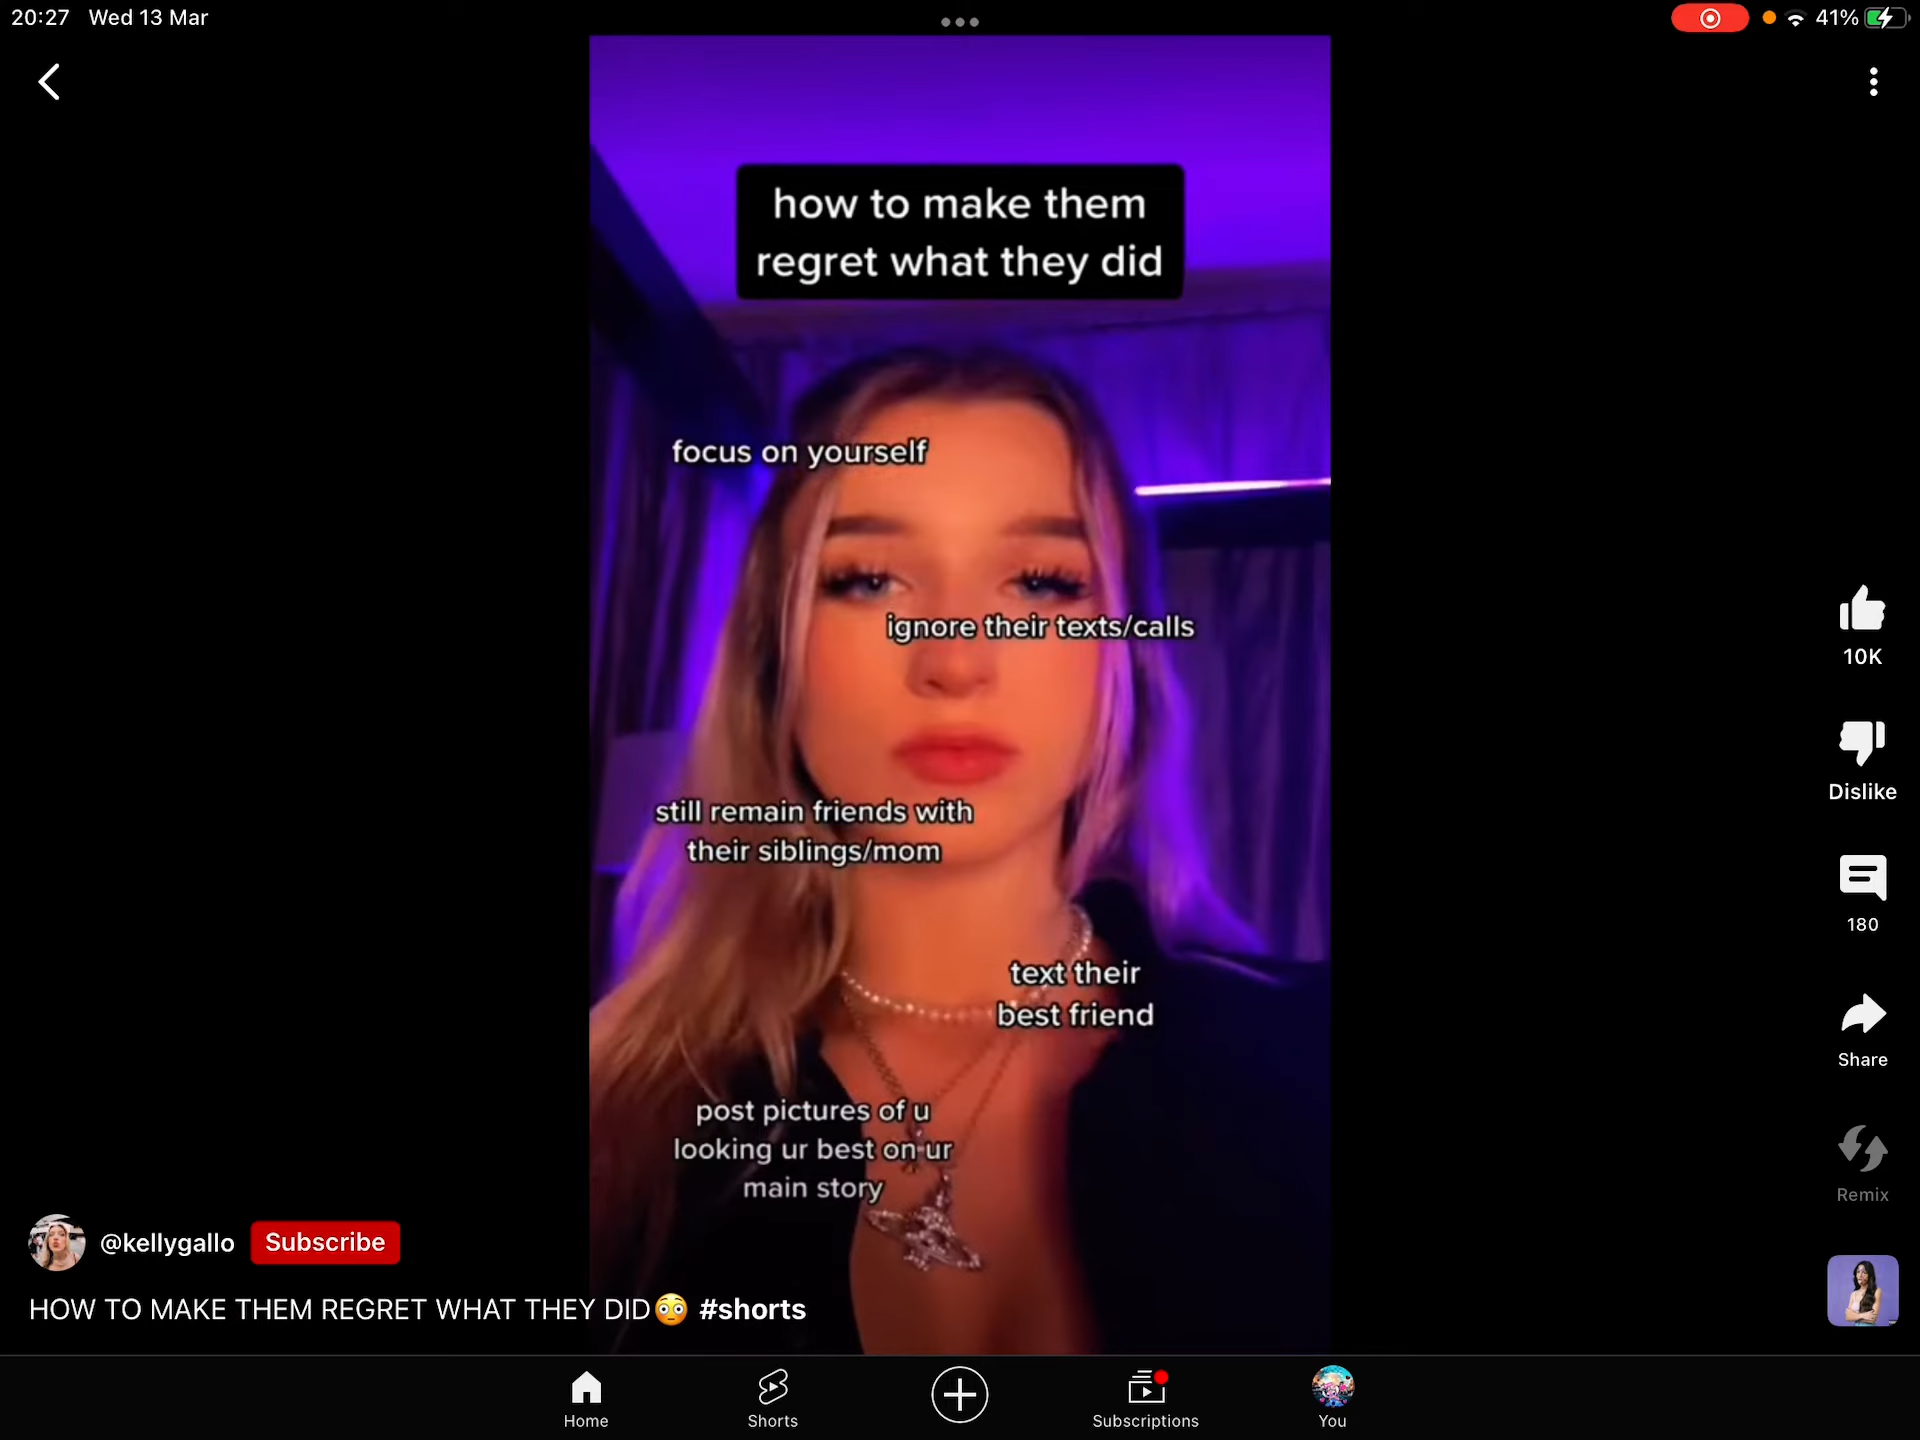 20:27 Wed 13 Mar
41%
how to make them
regret what they did
focus on yourself
ignore their texts/calls
still remain friends with
their siblings/mom
text their
best friend
post pictures of u
looking ur best on ur
main story
10K
Dislike
180
Share
Remix
@kellygallo Subscribe
HOW TO MAKE THEM REGRET WHAT THEY DID😳 #shorts
Home
Shorts
Subscriptions
You